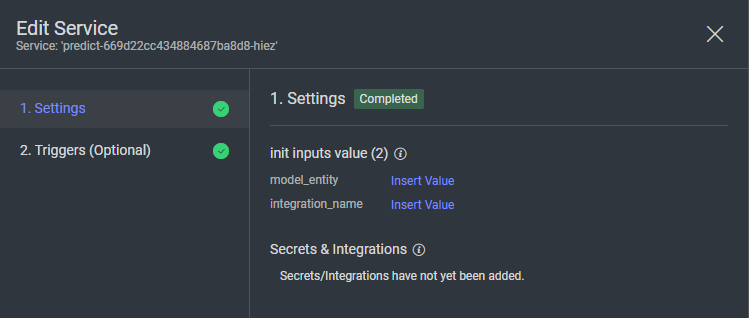 Edit Service
Service: 'predict-669d22cc434884687ba8d8-hiez'
1. Settings
2. Triggers (Optional)
1. Settings Completed
init inputs value (2)
model_entity Insert Value
integration_name Insert Value
Secrets & Integrations
Secrets/Integrations have not yet been added.